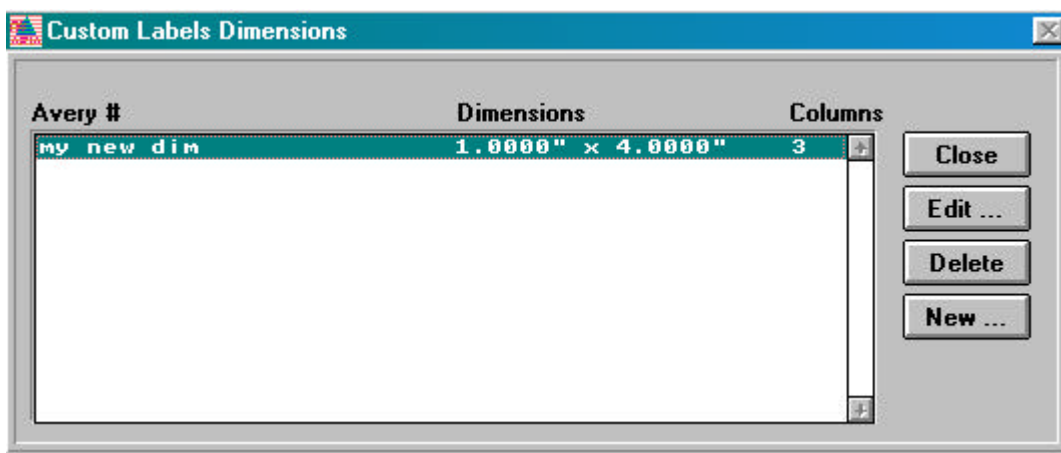 Custom Labels Dimensions
Avery # Dimensions Columns
my new dim 1.0000" x 4.0000" 3
Close
Edit ...
Delete
New ...